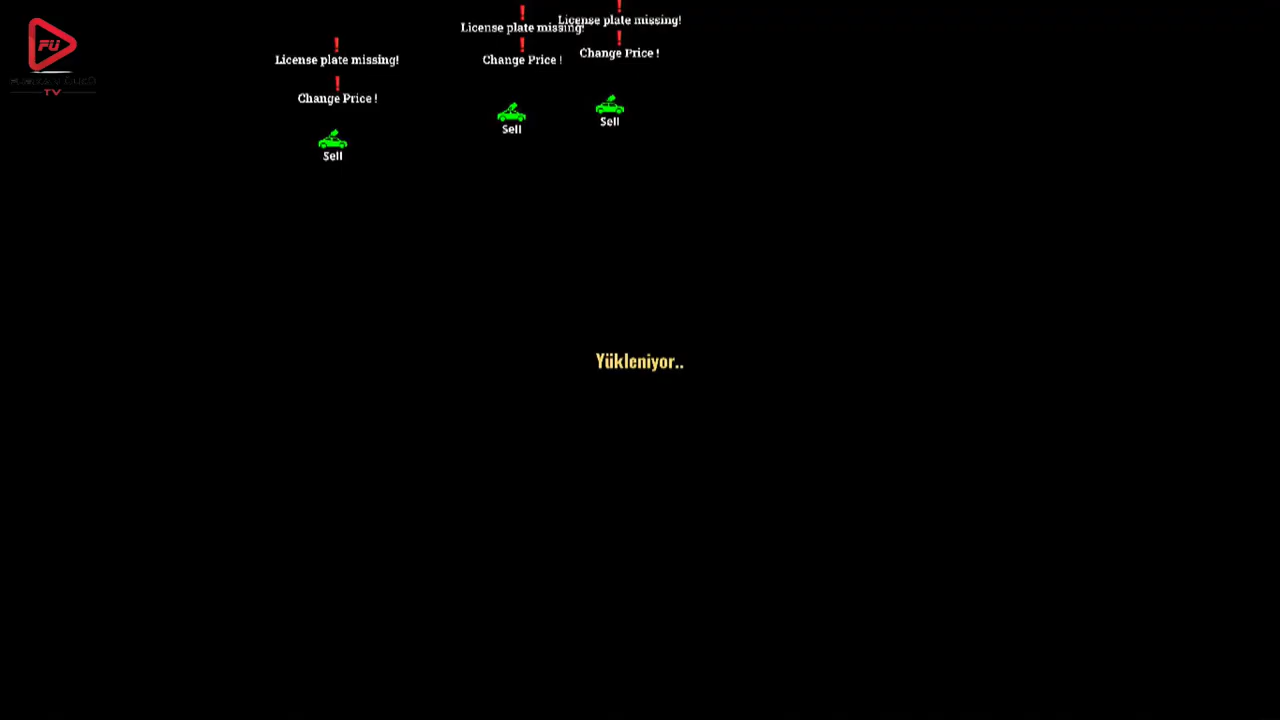 FU
TV
License plate missing!
Change Price !
Sell
License plate missing!
Change Price !
Sell
License plate missing!
Change Price !
Sell
Yükleniyor..